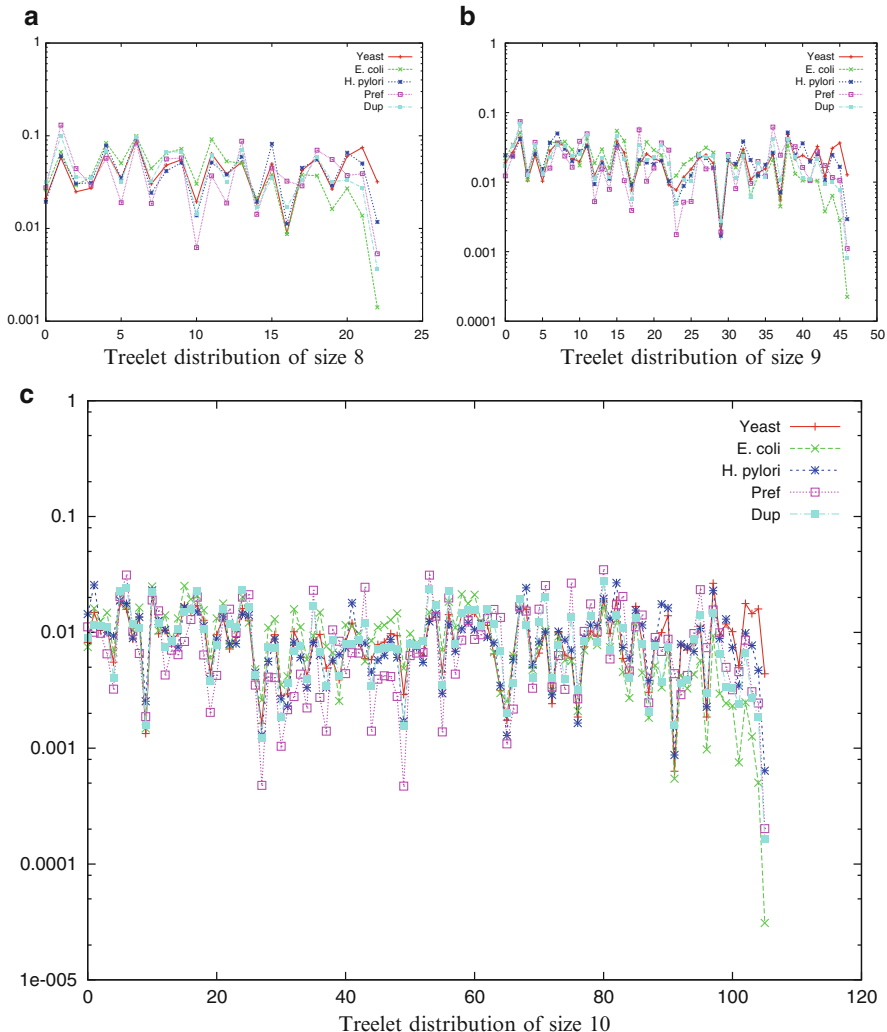 a
1
0.1
0.01
0.001
0 5 10 15 20 25
Yeast
E. coli
H. pylori
Pref
Dup
Treelet distribution of size 8
b
1
0.1
0.01
0.001
0.0001
0 5 10 15 20 25 30 35 40 45 50
Yeast
E. coli
H. pylori
Pref
Dup
Treelet distribution of size 9
c
1
0.1
0.01
0.001
0.0001
1e-005
0 20 40 60 80 100 120
Yeast
E. coli
H. pylori
Pref
Dup
Treelet distribution of size 10